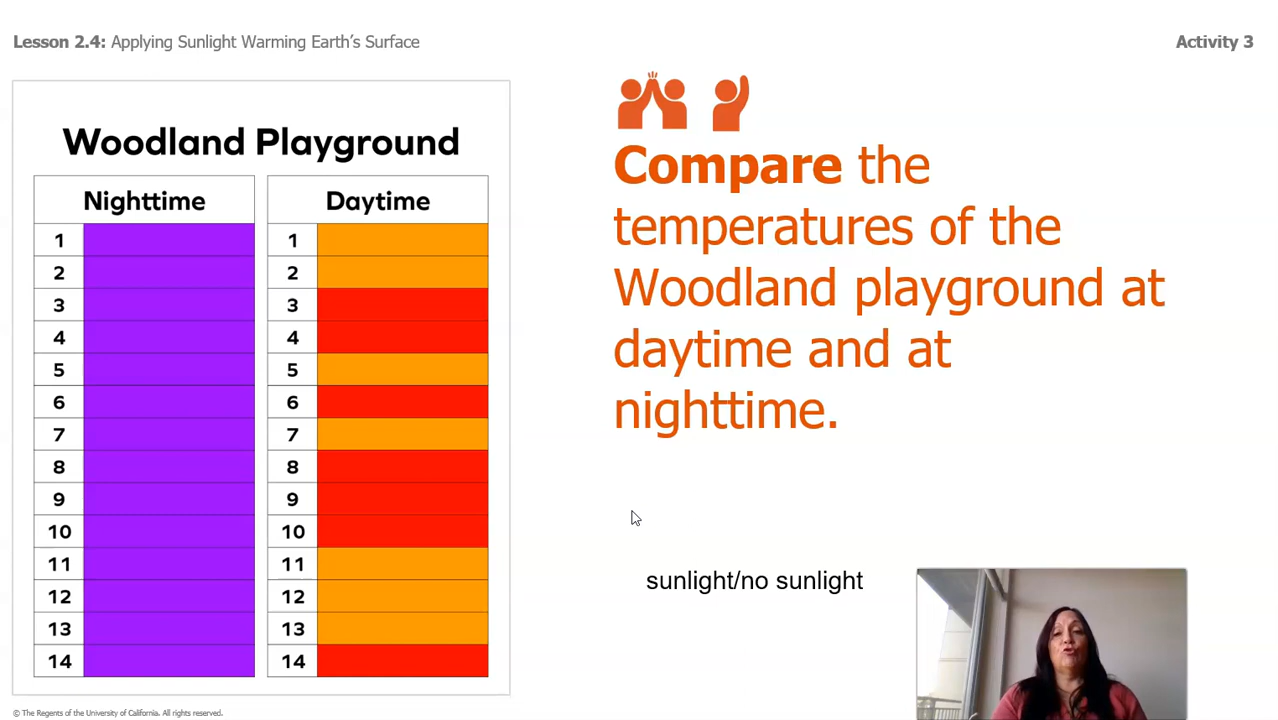 Lesson 2.4: Applying Sunlight Warming Earth's Surface
Activity 3
Woodland Playground
Nighttime
1
2
3
4
5
6
7
8
9
10
11
12
13
14
Daytime
1
2
3
4
5
6
7
8
9
10
11
12
13
14
Compare the
temperatures of the
Woodland playground at
daytime and at
nighttime.
sunlight/no sunlight
© The Regents of the University of California. All rights reserved.